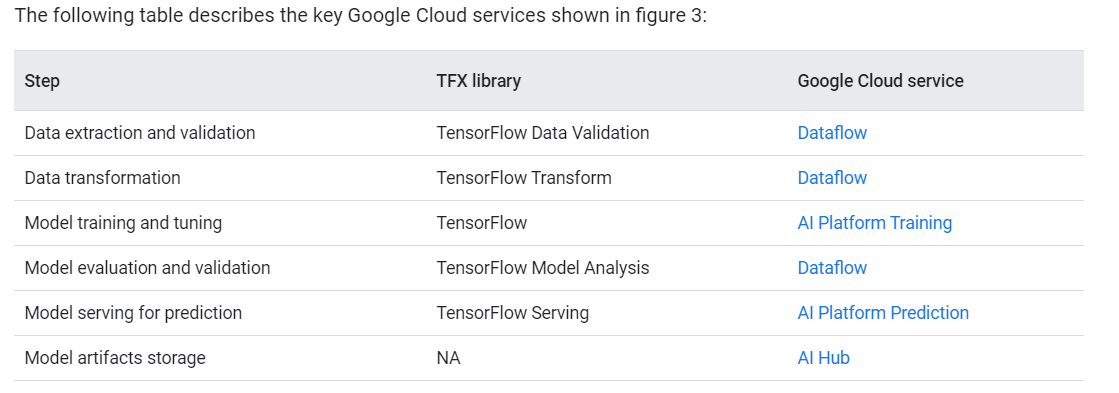 The following table describes the key Google Cloud services shown in figure 3:
Step TFX library Google Cloud service
Data extraction and validation TensorFlow Data Validation Dataflow
Data transformation TensorFlow Transform Dataflow
Model training and tuning TensorFlow AI Platform Training
Model evaluation and validation TensorFlow Model Analysis Dataflow
Model serving for prediction TensorFlow Serving AI Platform Prediction
Model artifacts storage NA AI Hub